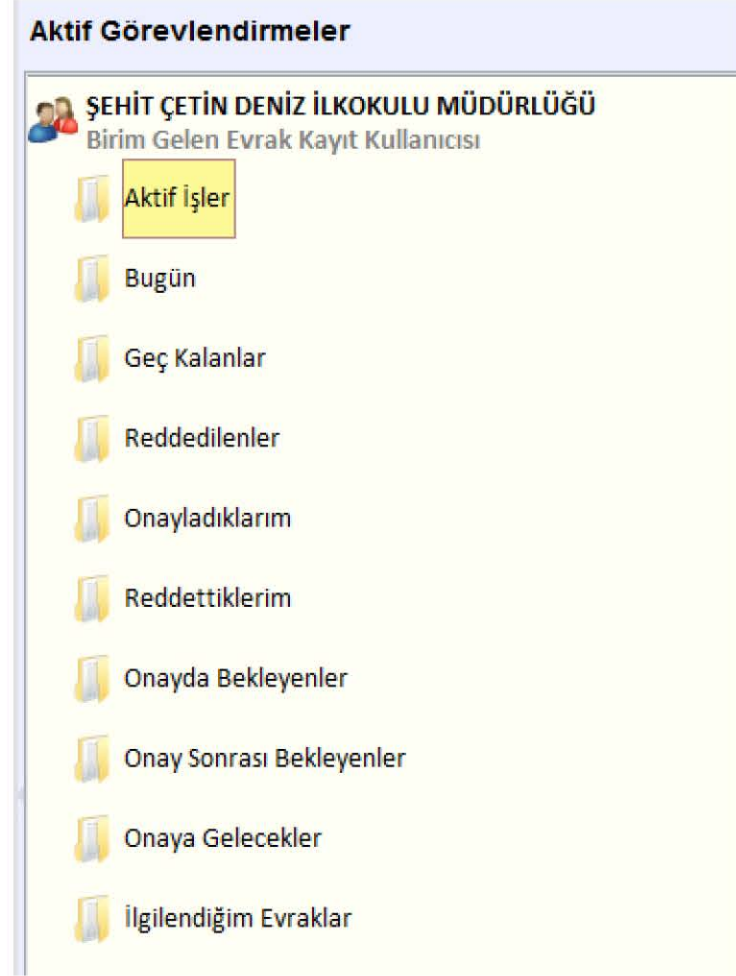 Aktif Görevlendirmeler
ŞEHİT ÇETİN DENİZ İLKOKULU MÜDÜRLÜĞÜ
Birim Gelen Evrak Kayıt Kullanıcısı
Aktif İşler
Bugün
Geç Kalanlar
Reddedilenler
Onayladıklarım
Reddettiklerim
Onayda Bekleyenler
Onay Sonrası Bekleyenler
Onaya Gelecekler
İlgilendiğim Evraklar